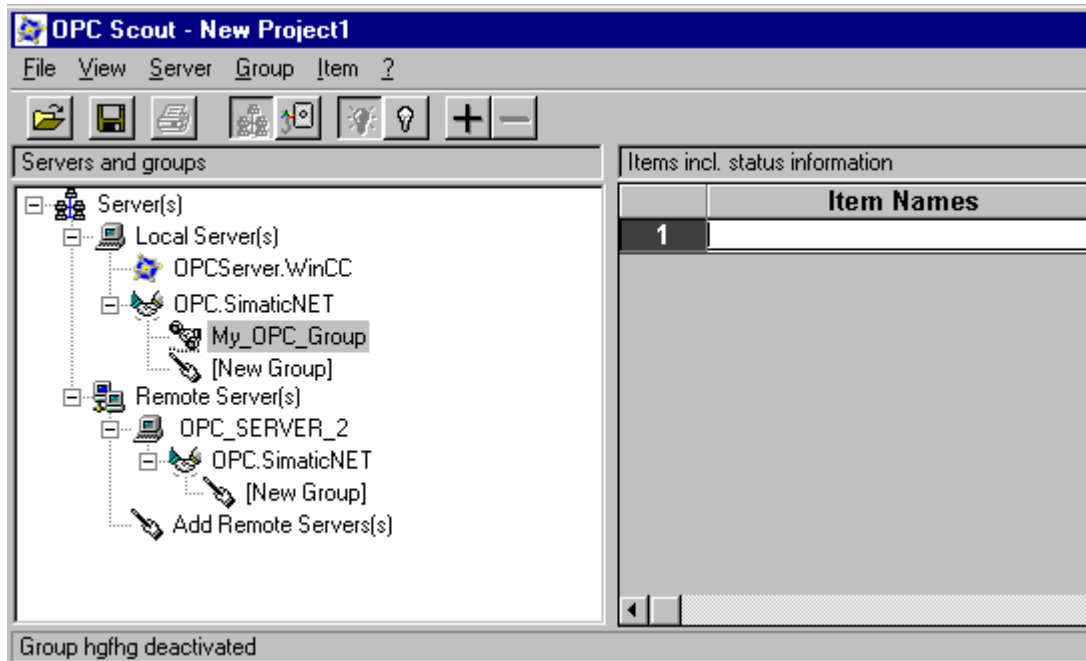 OPC Scout - New Project1
File View Server Group Item ?
Servers and groups
Items incl. status information
Server(s)
Local Server(s)
OPCServer.WinCC
OPC.SimaticNET
My_OPC_Group
[New Group]
Remote Server(s)
OPC_SERVER_2
OPC.SimaticNET
[New Group]
Add Remote Servers(s)
Item Names
1
Group hgfhg deactivated